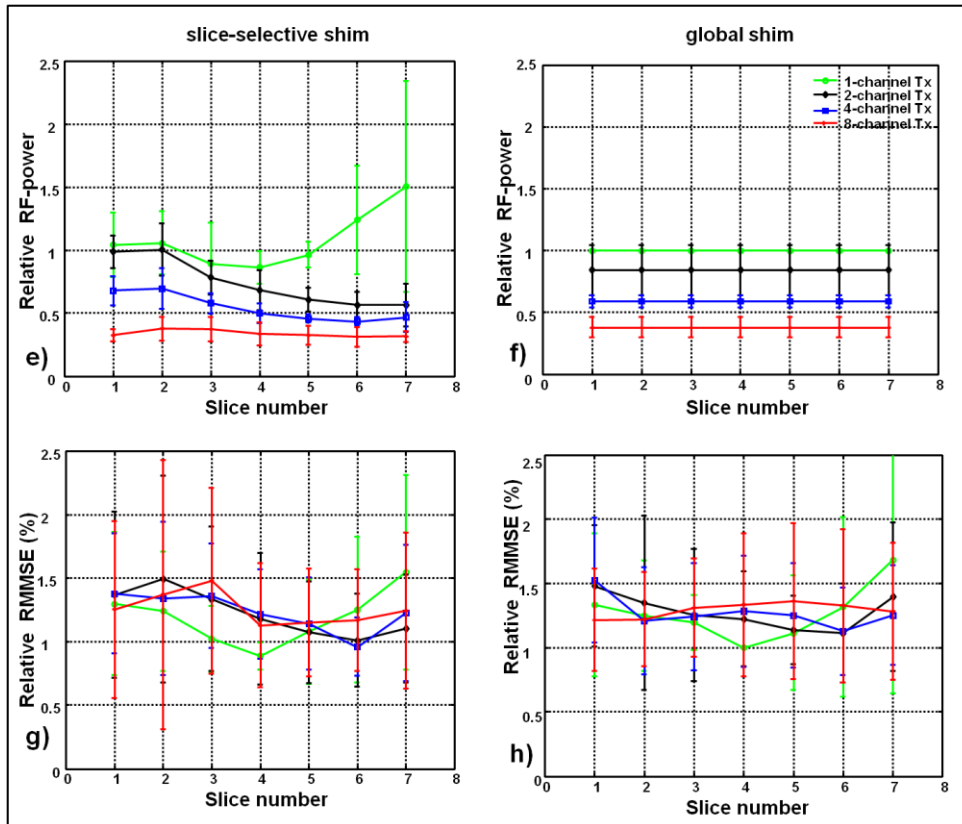 slice-selective shim
global shim
2.5
2
1.5
1
0.5
0
Relative RF-power
e)
0 1 2 3 4 5 6 7 8
Slice number
2.5
2
1.5
1
0.5
0
Relative RF-power
1-channel Tx
2-channel Tx
4-channel Tx
8-channel Tx
f)
0 1 2 3 4 5 6 7 8
Slice number
2.5
2
1.5
1
0.5
0
Relative RMMSE (%)
g)
0 1 2 3 4 5 6 7 8
Slice number
2.5
2
1.5
1
0.5
0
Relative RMMSE (%)
h)
0 1 2 3 4 5 6 7 8
Slice number